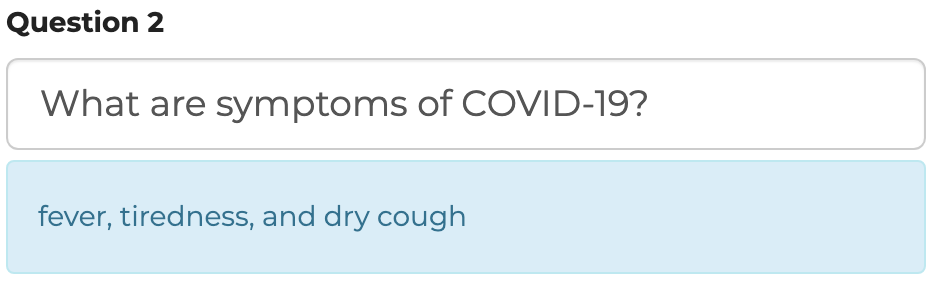 Question 2
What are symptoms of COVID-19?
fever, tiredness, and dry cough